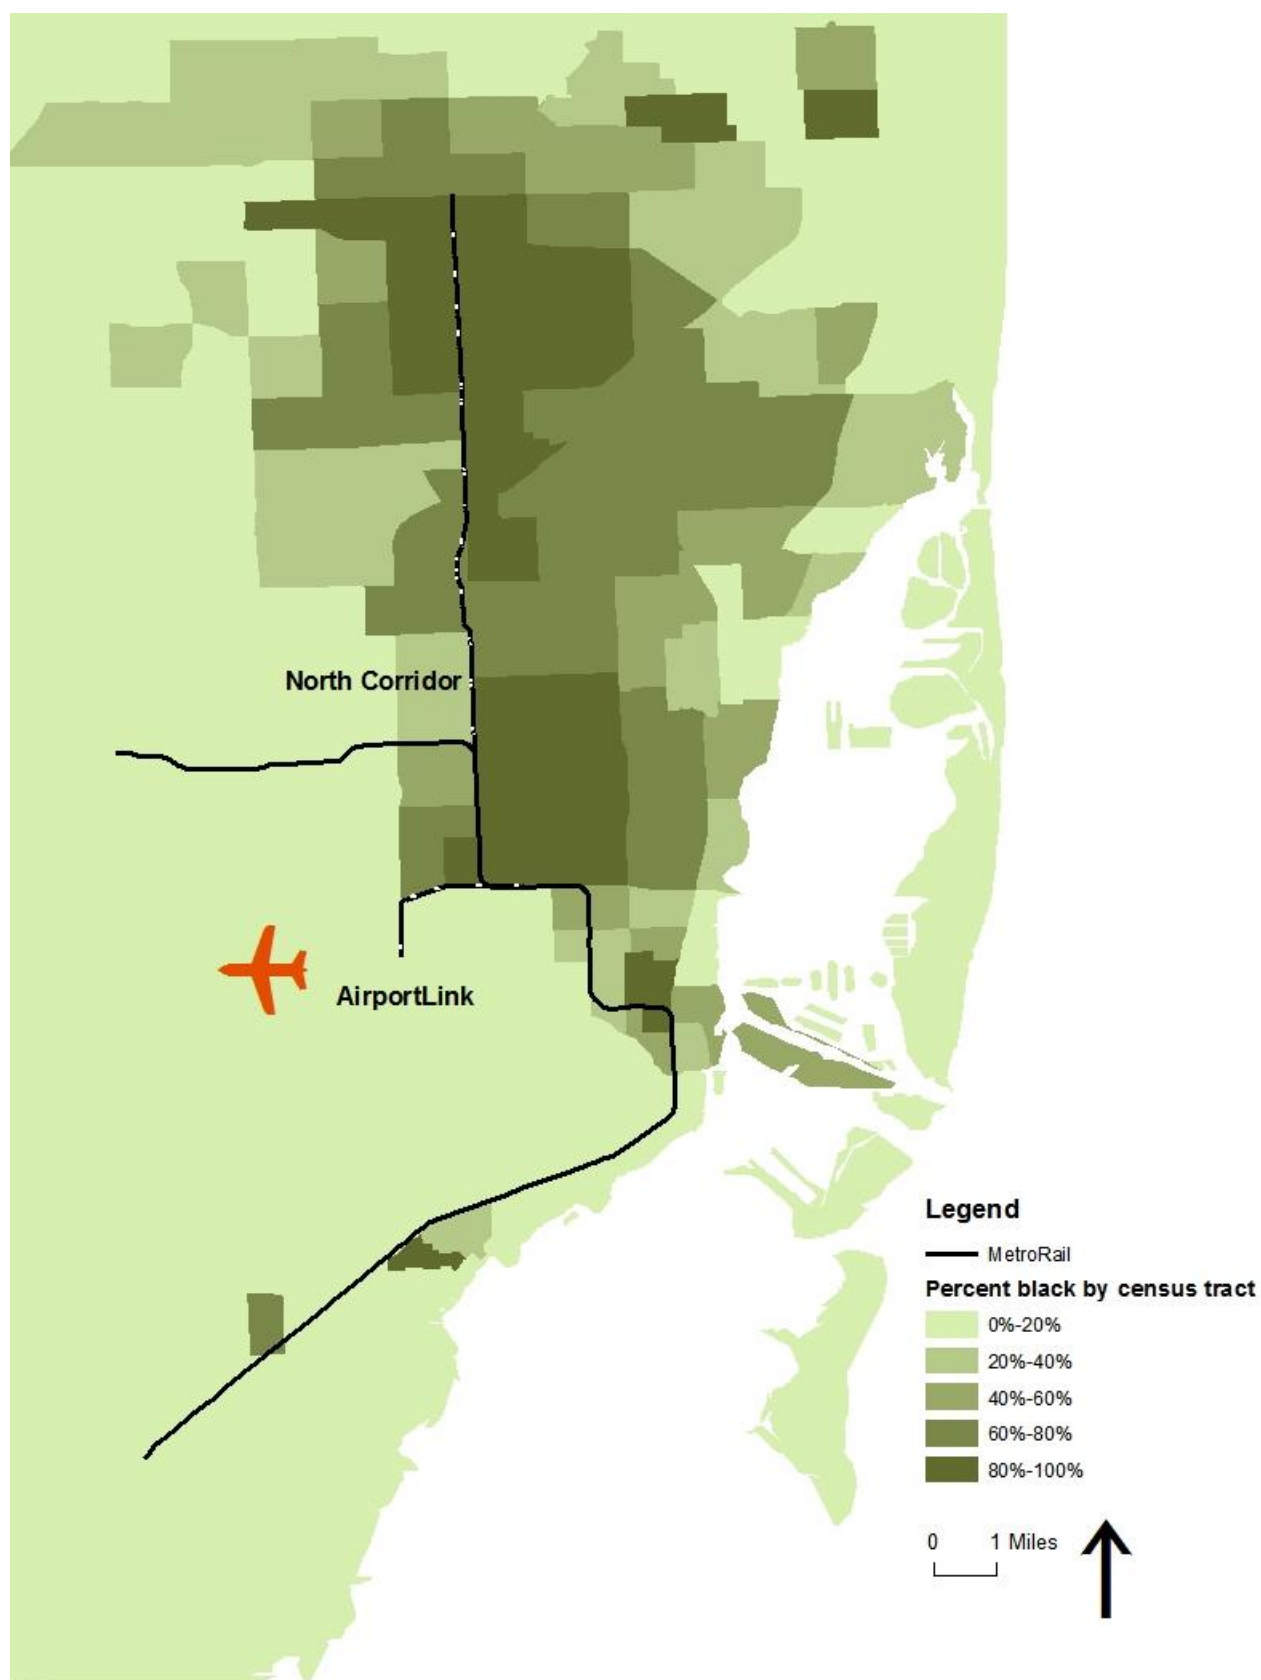 North Corridor
AirportLink
Legend
MetroRail
Percent black by census tract
0%-20%
20%-40%
40%-60%
60%-80%
80%-100%
0 1 Miles